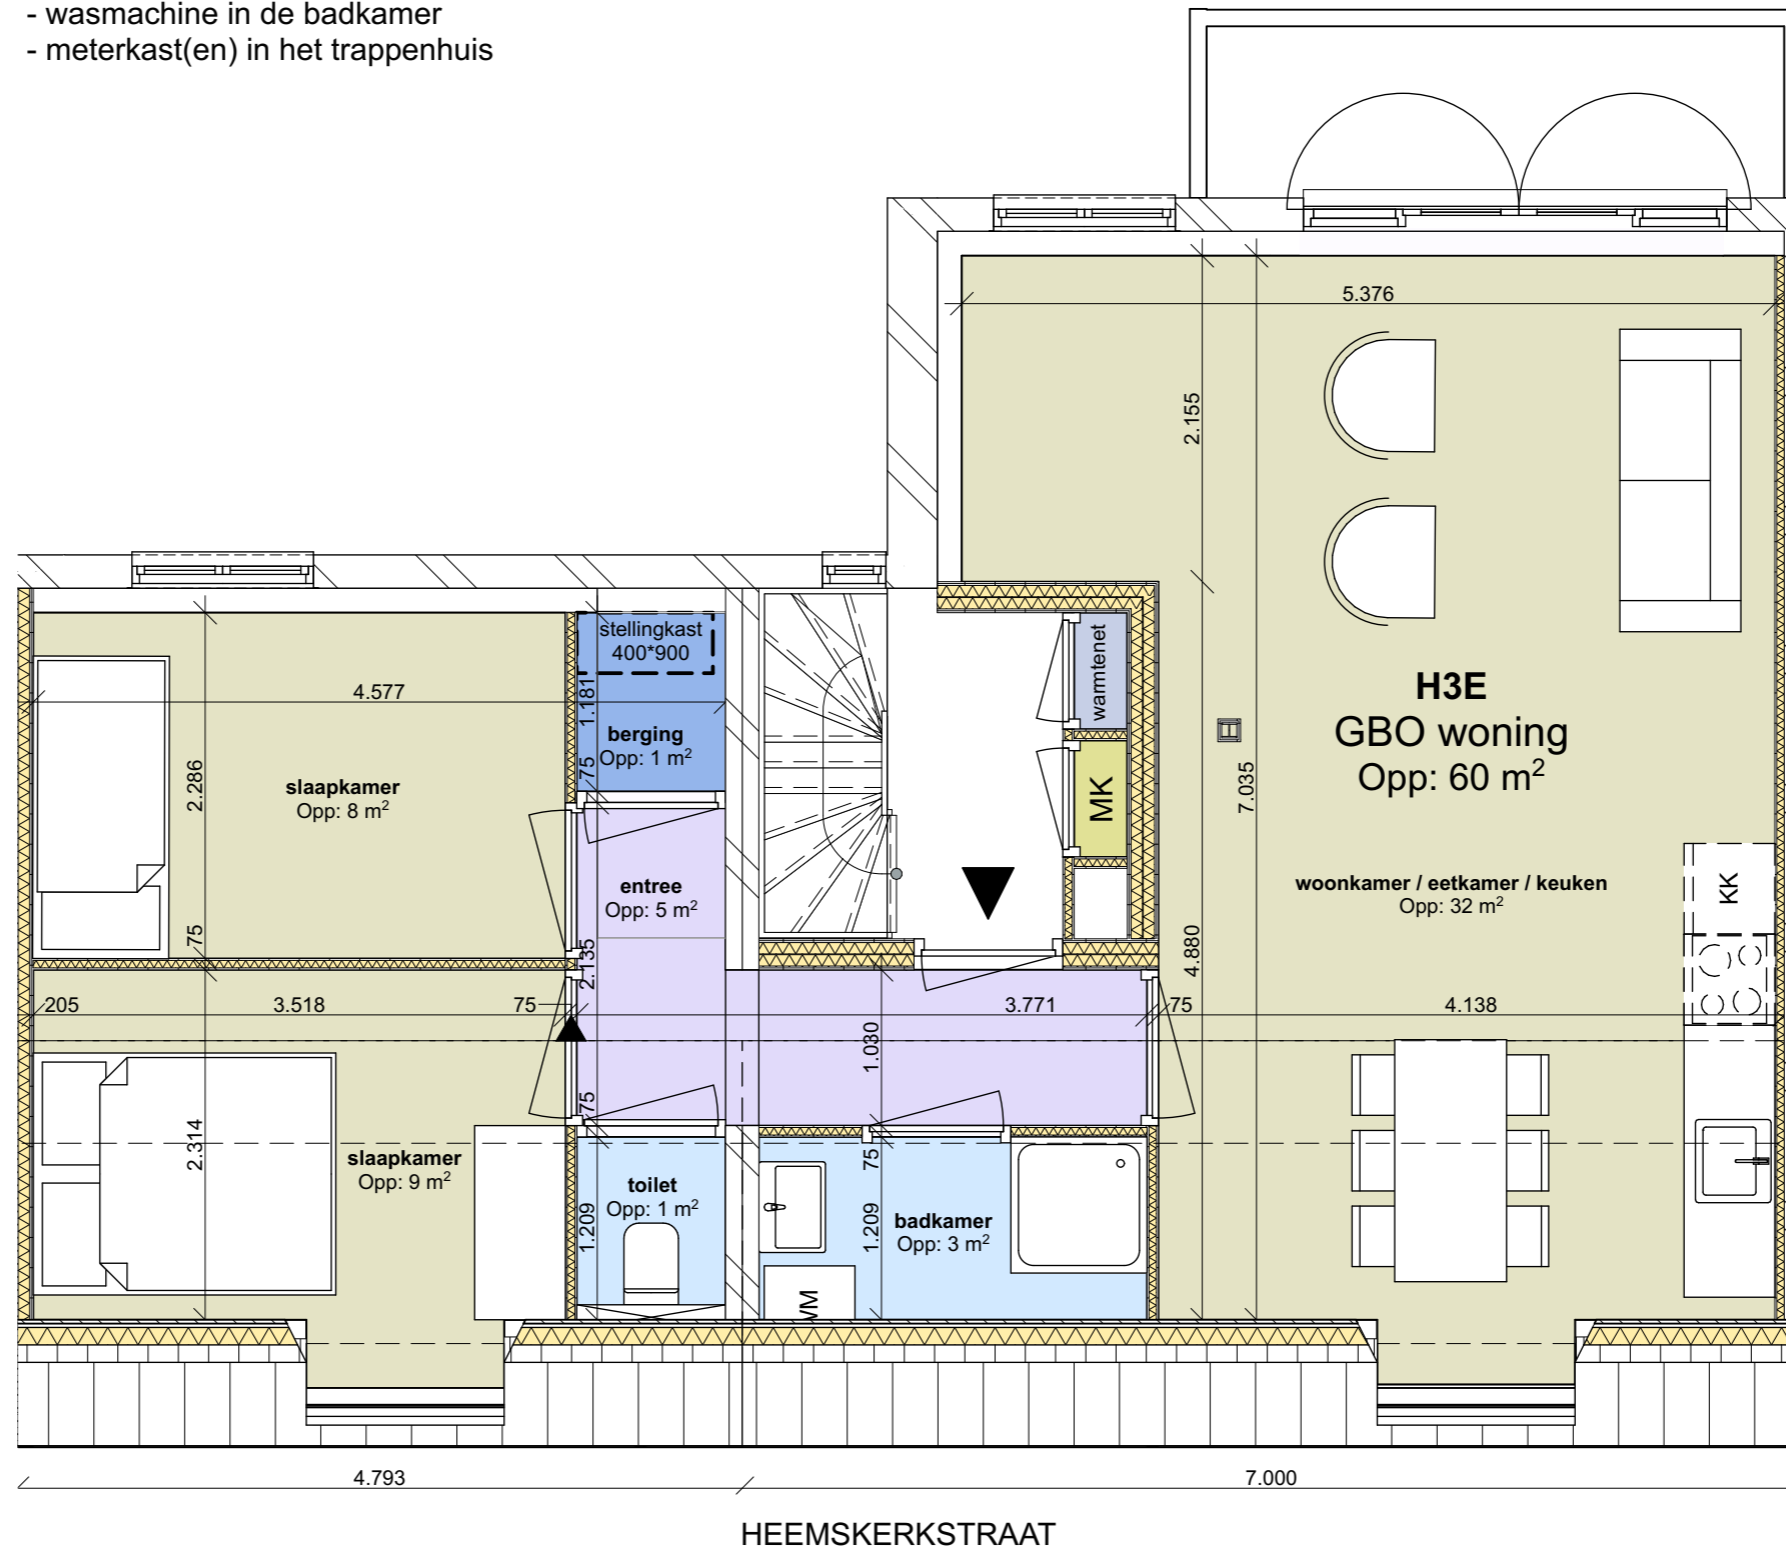 - wasmachine in de badkamer
- meterkast(en) in het trappenhuis
5.376
2.155
stellingkast
400*900
warmtenet
4.577
1.181
H3E
GBO woning
Opp: 60 m²
berging
Opp: 1 m²
75
2.286
slaapkamer
Opp: 8 m²
7.035
MK
entree
Opp: 5 m²
woonkamer / eetkamer / keuken
Opp: 32 m²
KK
75
2.135
4.880
205
3.518
75
3.771
75
4.138
1.030
75
2.314
slaapkamer
Opp: 9 m²
75
toilet
Opp: 1 m²
1.209
1.209
badkamer
Opp: 3 m²
WM
4.793
7.000
HEEMSKERKSTRAAT